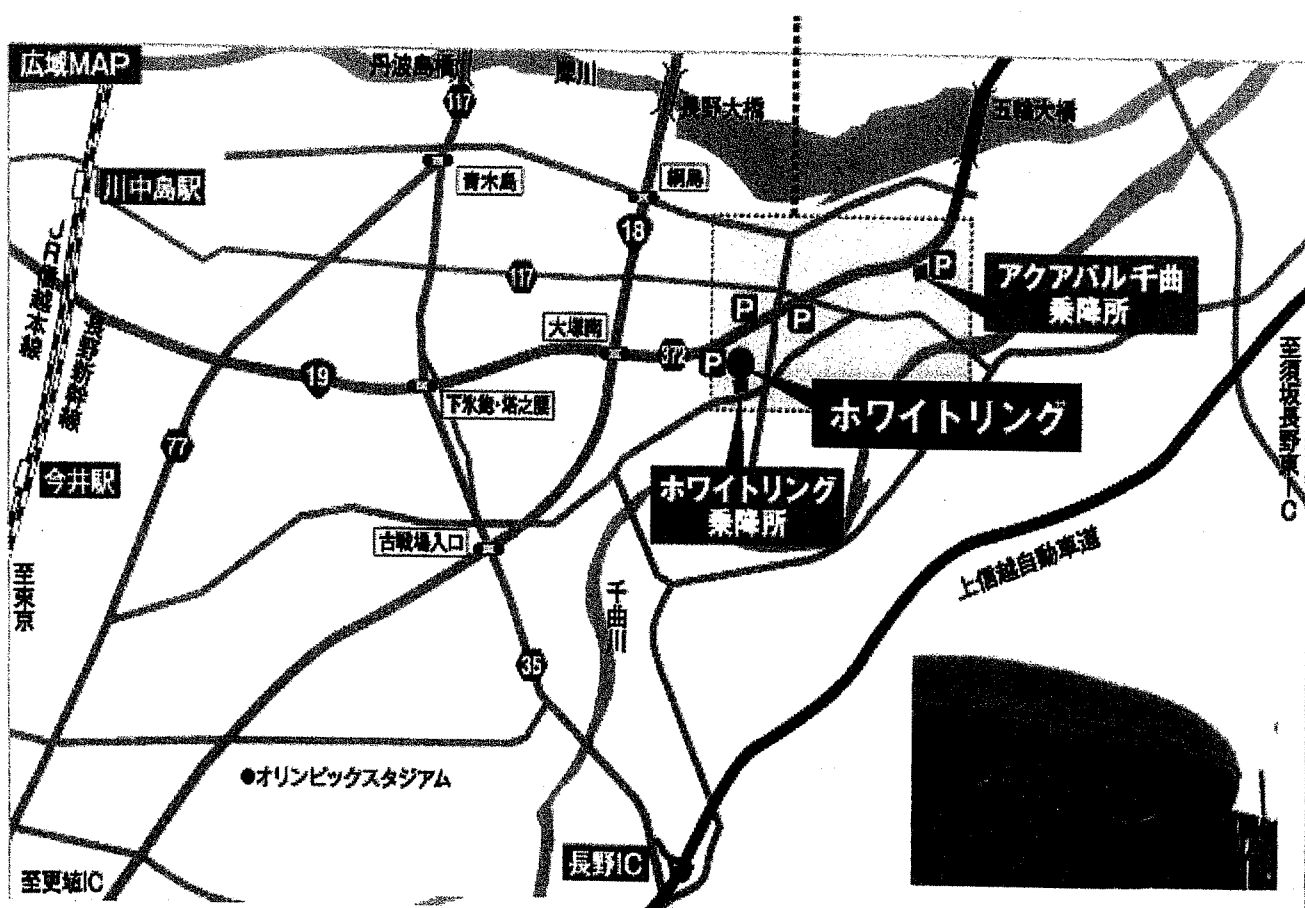 広域MAP
丹波島橋
犀川
117
長野大橋
五輪大橋
川中島駅
青木島
綱島
18
117
P
アクアパル千曲
乗降所
JR信越本線
長野新幹線
大塚南
P
P
372
P
19
下氷鉋・塔之腰
ホワイトリング
至須坂長野東IC
77
今井駅
ホワイトリング
乗降所
古戦場入口
至東京
千曲川
上信越自動車道
35
●オリンピックスタジアム
長野IC
至更埴IC